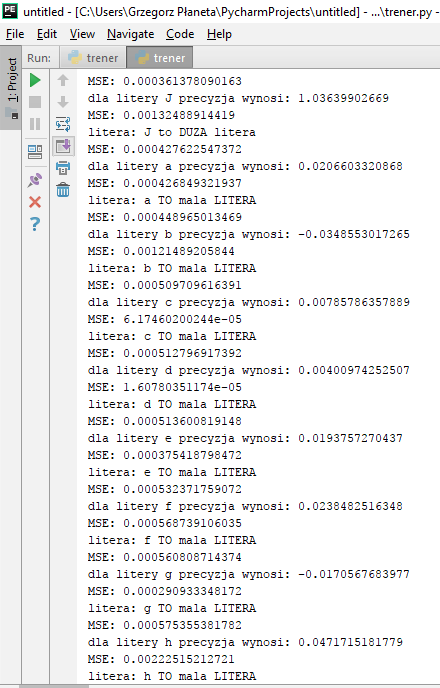 untitled - [C:\Users\Grzegorz Płaneta\PycharmProjects\untitled] - ...\trener.py -
File Edit View Navigate Code Refactor
1: Project
Run: trener trener
MSE: 0.000361378090163
dla litery J precyzja wynosi: 1.03639902669
MSE: 0.00132488914419
litera: J to DUZA litera
MSE: 0.000427622547372
dla litery a precyzja wynosi: 0.0206603320868
MSE: 0.000426849321937
litera: a TO mala LITERA
MSE: 0.000448965013469
dla litery b precyzja wynosi: -0.0348553017265
MSE: 0.00121489205844
litera: b TO mala LITERA
MSE: 0.000509709616391
dla litery c precyzja wynosi: 0.00785786357889
MSE: 6.17460200244e-05
litera: c TO mala LITERA
MSE: 0.000512796917392
dla litery d precyzja wynosi: 0.00400974252507
MSE: 1.60780351174e-05
litera: d TO mala LITERA
MSE: 0.000513600819148
dla litery e precyzja wynosi: 0.0193757270437
MSE: 0.000375418798472
litera: e TO mala LITERA
MSE: 0.000532371759072
dla litery f precyzja wynosi: 0.0238482516348
MSE: 0.000568739106035
litera: f TO mala LITERA
MSE: 0.000560808714374
dla litery g precyzja wynosi: -0.0170567683977
MSE: 0.000290933348172
litera: g TO mala LITERA
MSE: 0.000575355381782
dla litery h precyzja wynosi: 0.0471715181779
MSE: 0.00222515212721
litera: h TO mala LITERA